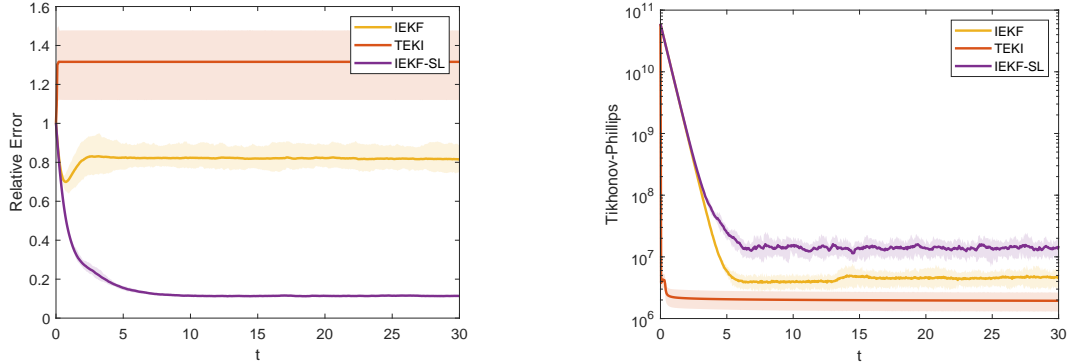 1.6
1.4
1.2
1
0.8
0.6
0.4
0.2
0
Relative Error
0 5 10 15 20 25 30
t
IEKF
TEKI
IEKF-SL
10^11
10^10
10^9
10^8
10^7
10^6
Tikhonov-Phillips
0 5 10 15 20 25 30
t
IEKF
TEKI
IEKF-SL